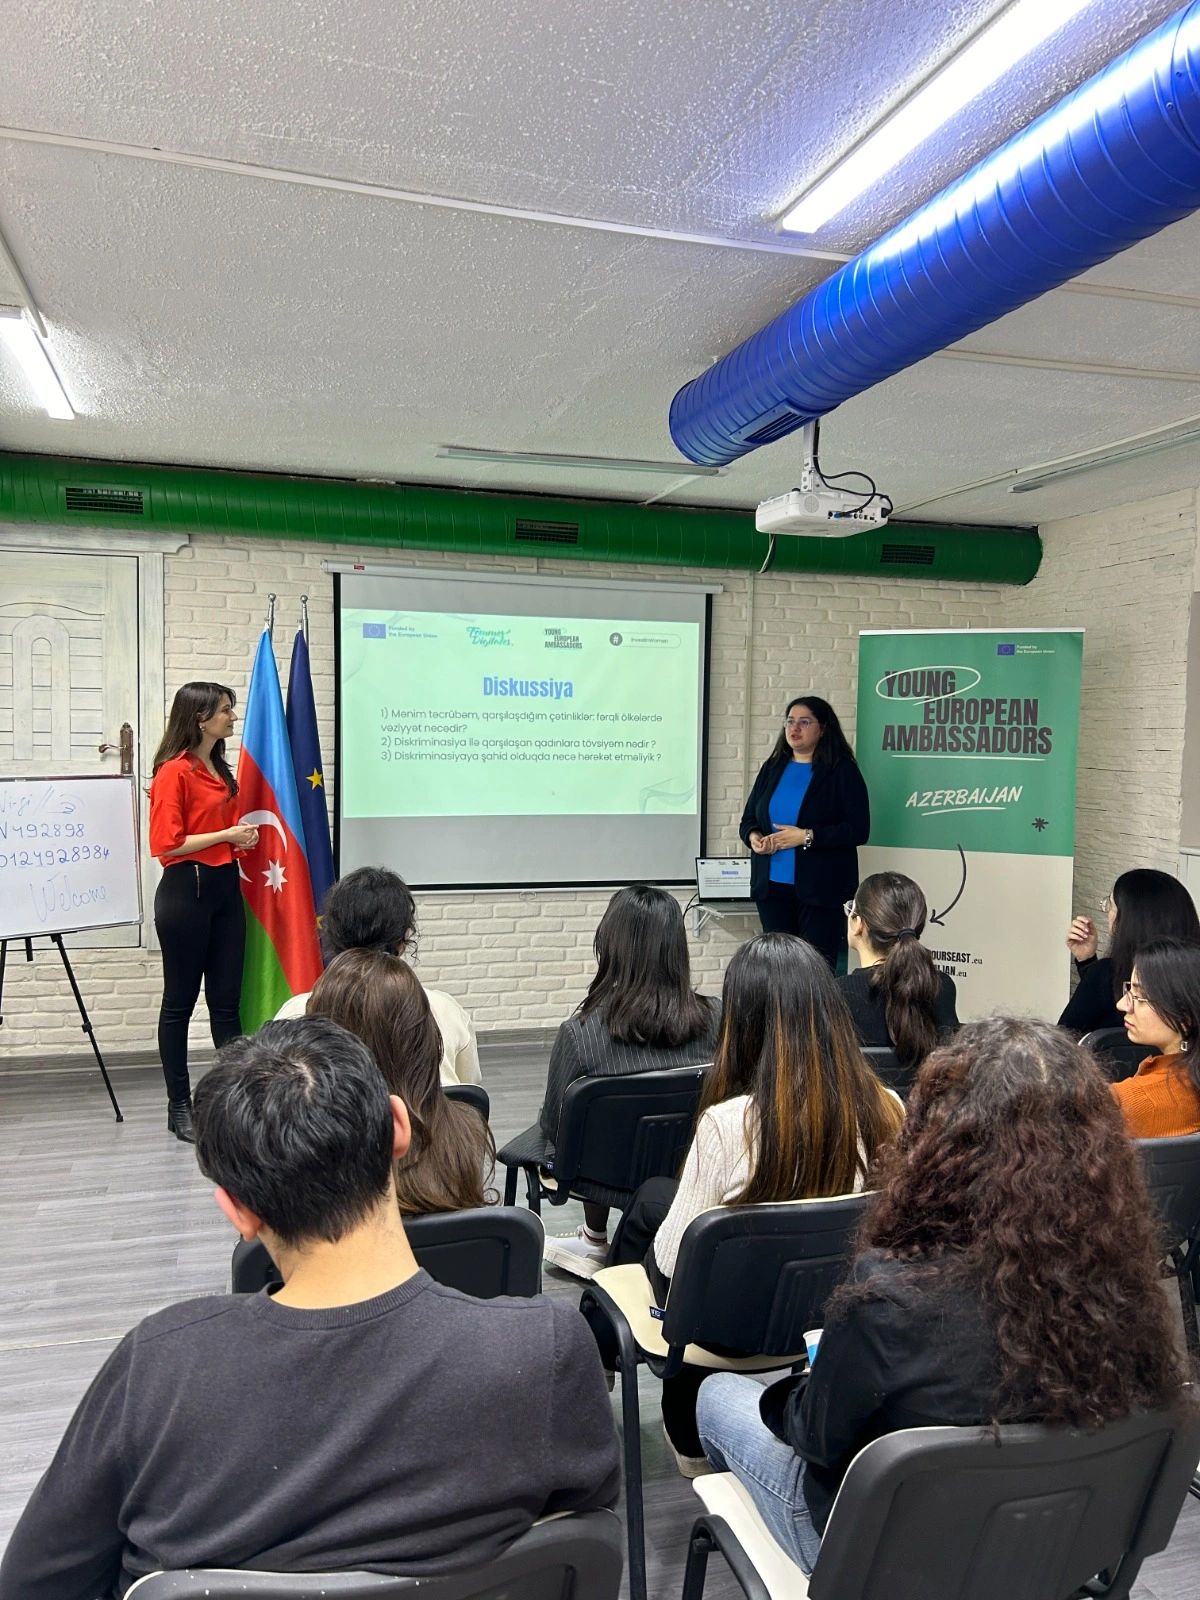 Funded by
the European Union
Femmes
Digitales
YOUNG
EUROPEAN
AMBASSADORS
# InvestInWomen
Diskussiya
1) Mənim təcrübəm, qarşılaşdığım çətinliklər: fərqli ölkələrdə
vəziyyət necədir?
2) Diskriminasiya ilə qarşılaşan qadınlara tövsiyəm nədir ?
3) Diskriminasiyaya şahid olduqda necə hərəkət etməliyik ?
Funded by
the European Union
YOUNG
EUROPEAN
AMBASSADORS
AZERBAIJAN
OURSEAST.eu
JAN.eu
492898
0124928984
Welcome
Diskussiya